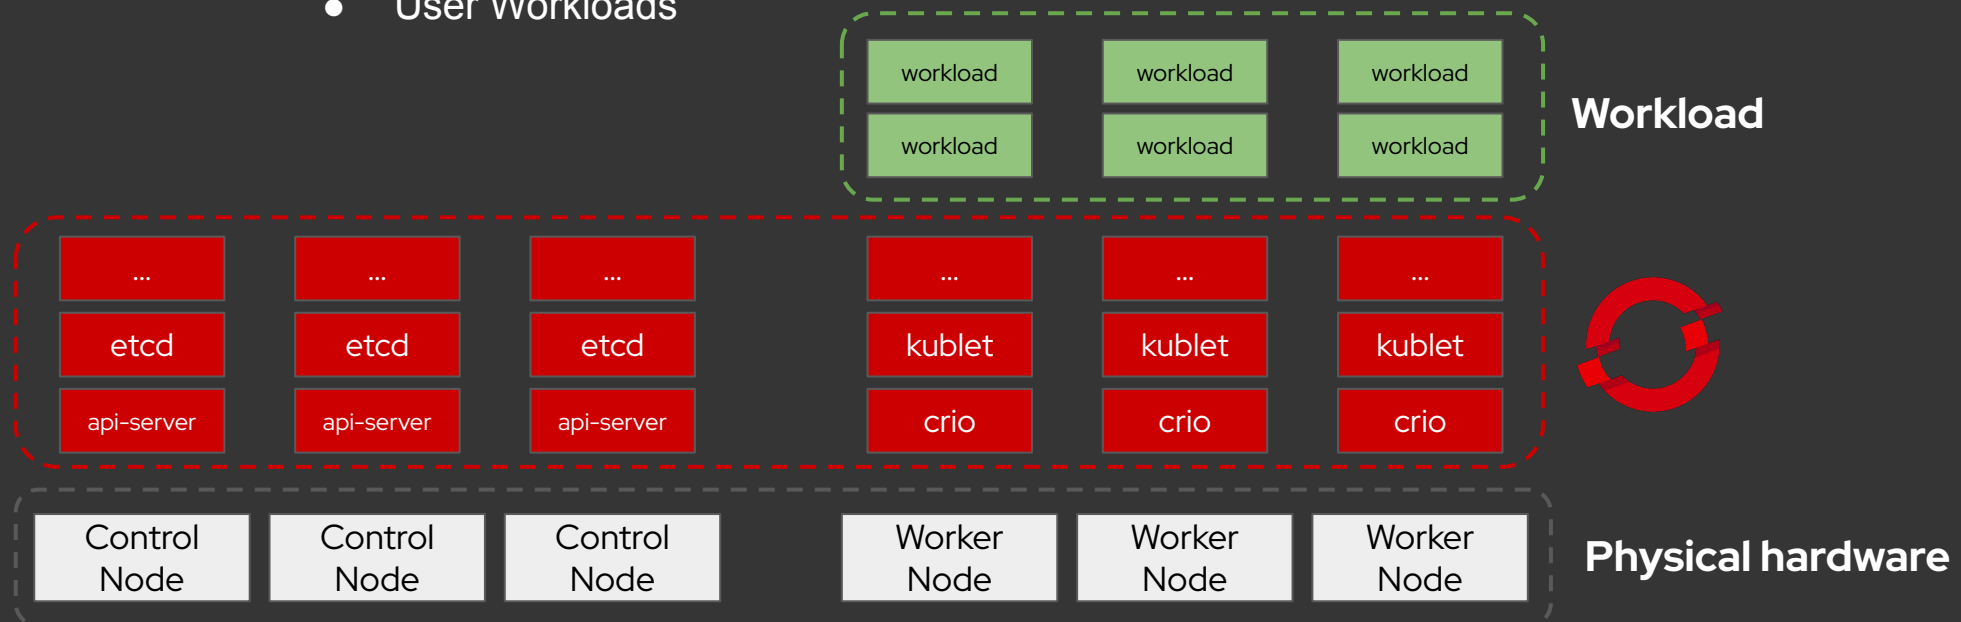 ● User Workloads
workload workload workload
Workload
workload workload workload
... ... ... ... ... ...
etcd etcd etcd kublet kublet kublet
api-server api-server api-server crio crio crio
Control Control Control Worker Worker Worker
Node Node Node Node Node Node
Physical hardware